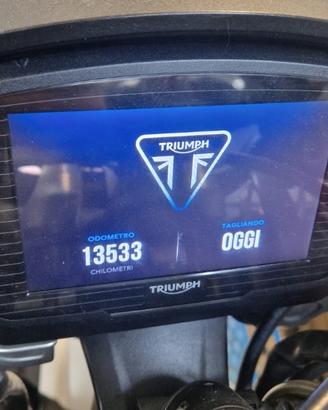 TRIUMPH
ODOMETRO
13533
CHILOMETRI
TAGLIANDO
OGGI
TRIUMPH